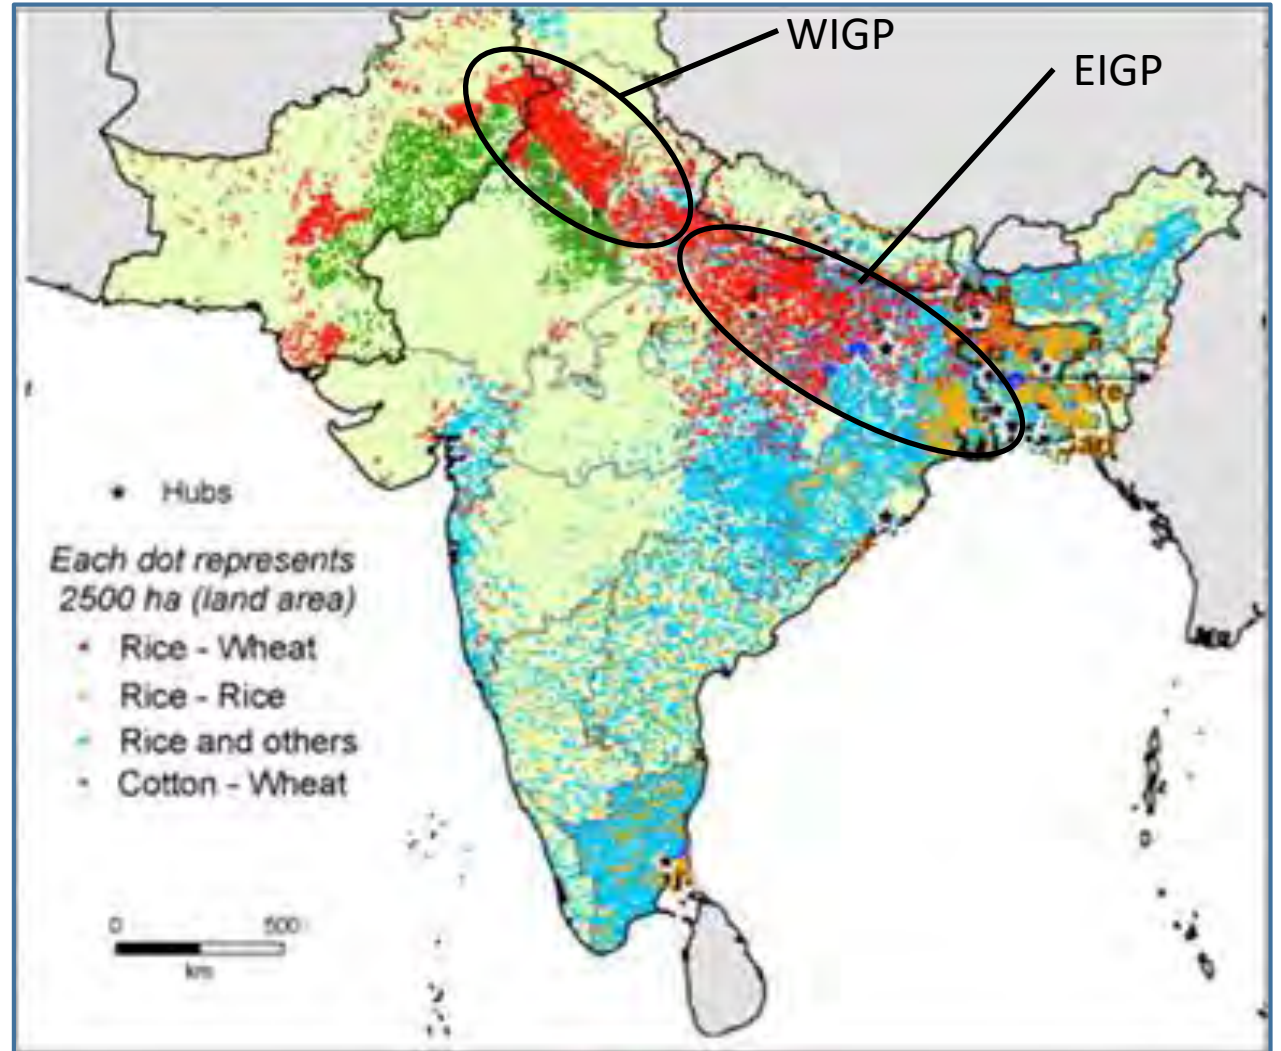 WIGP
EIGP
Hubs
Each dot represents
2500 ha (land area)
Rice - Wheat
Rice - Rice
Rice and others
Cotton - Wheat
0 500
km